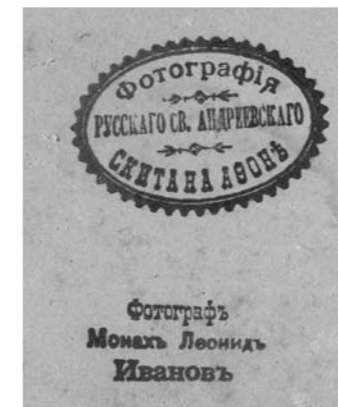 Фотографія
РУССКАГО СВ. АНДРЕЕВСКАГО
СКИТА НА АѲОНѢ
Фотографъ
Монахъ Леонидъ
Ивановъ